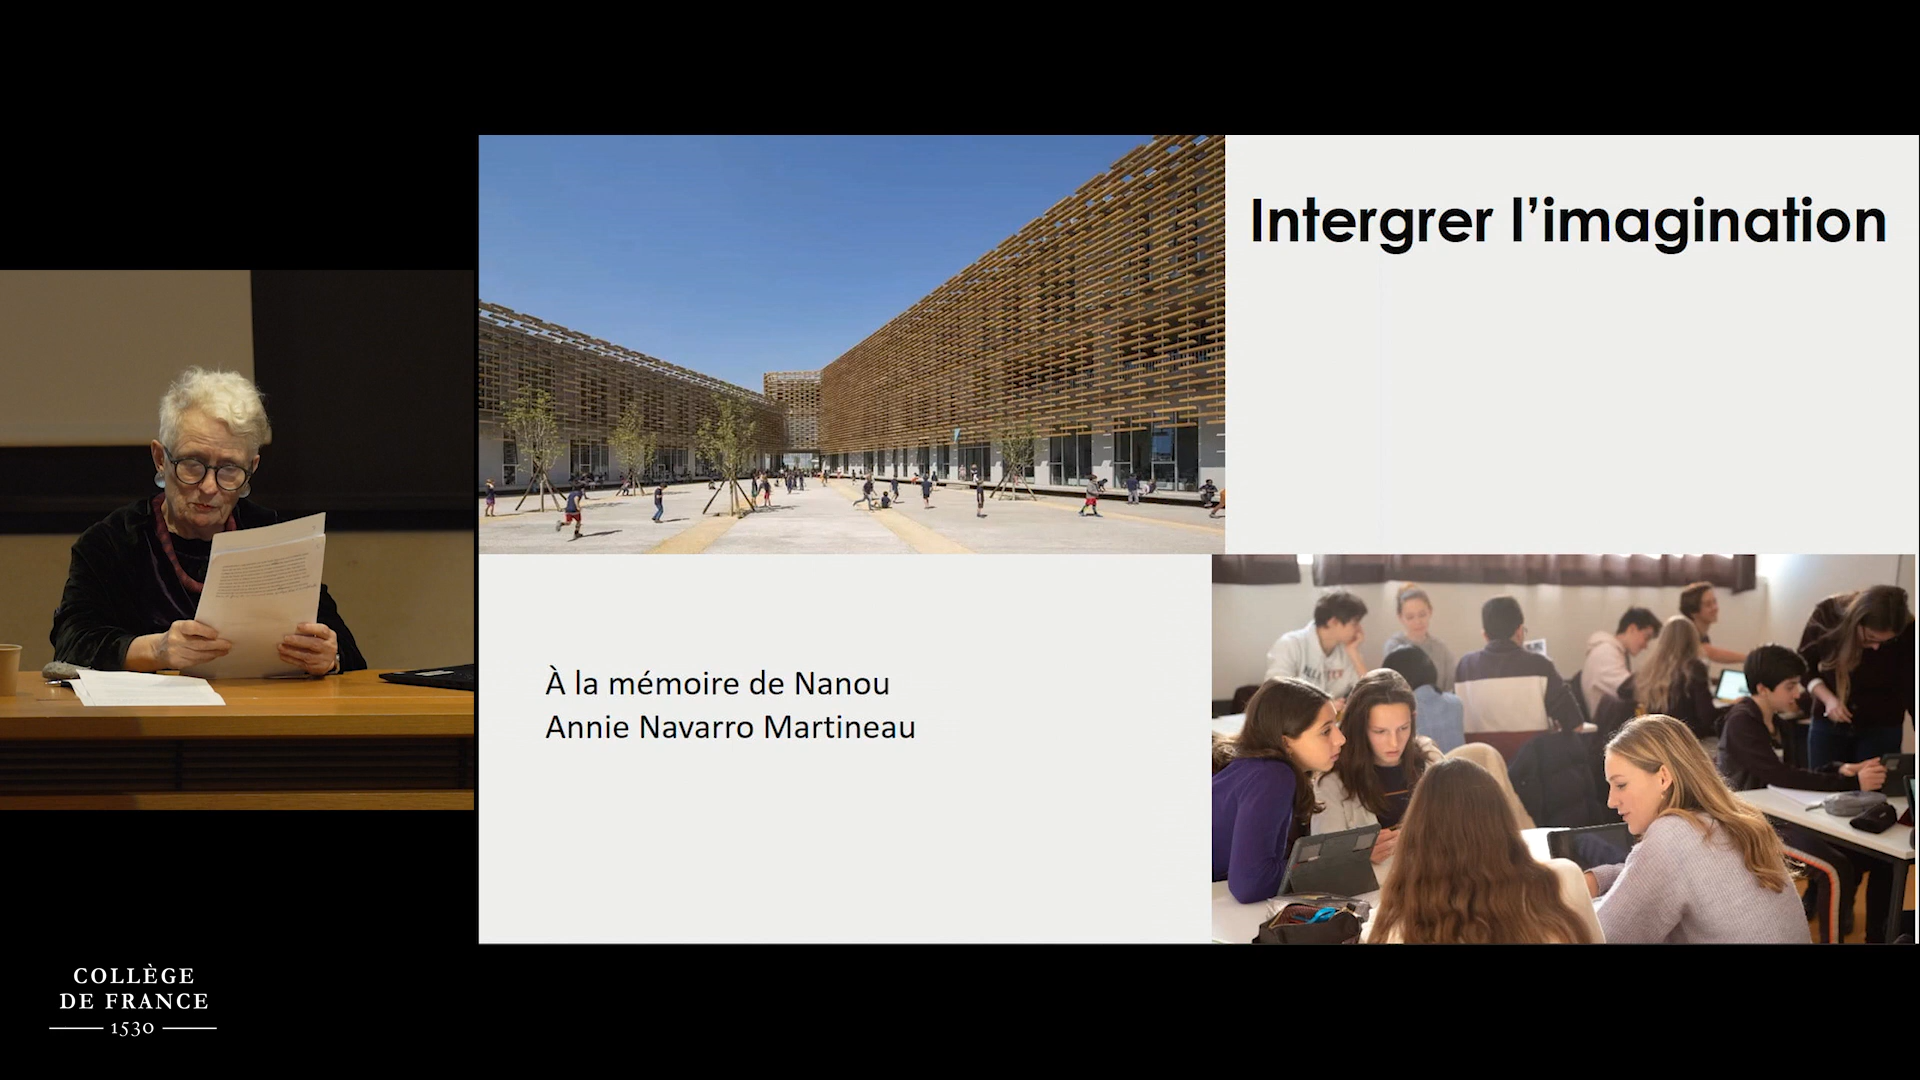 Intergrer l’imagination
À la mémoire de Nanou
Annie Navarro Martineau
COLLÈGE
DE FRANCE
1530